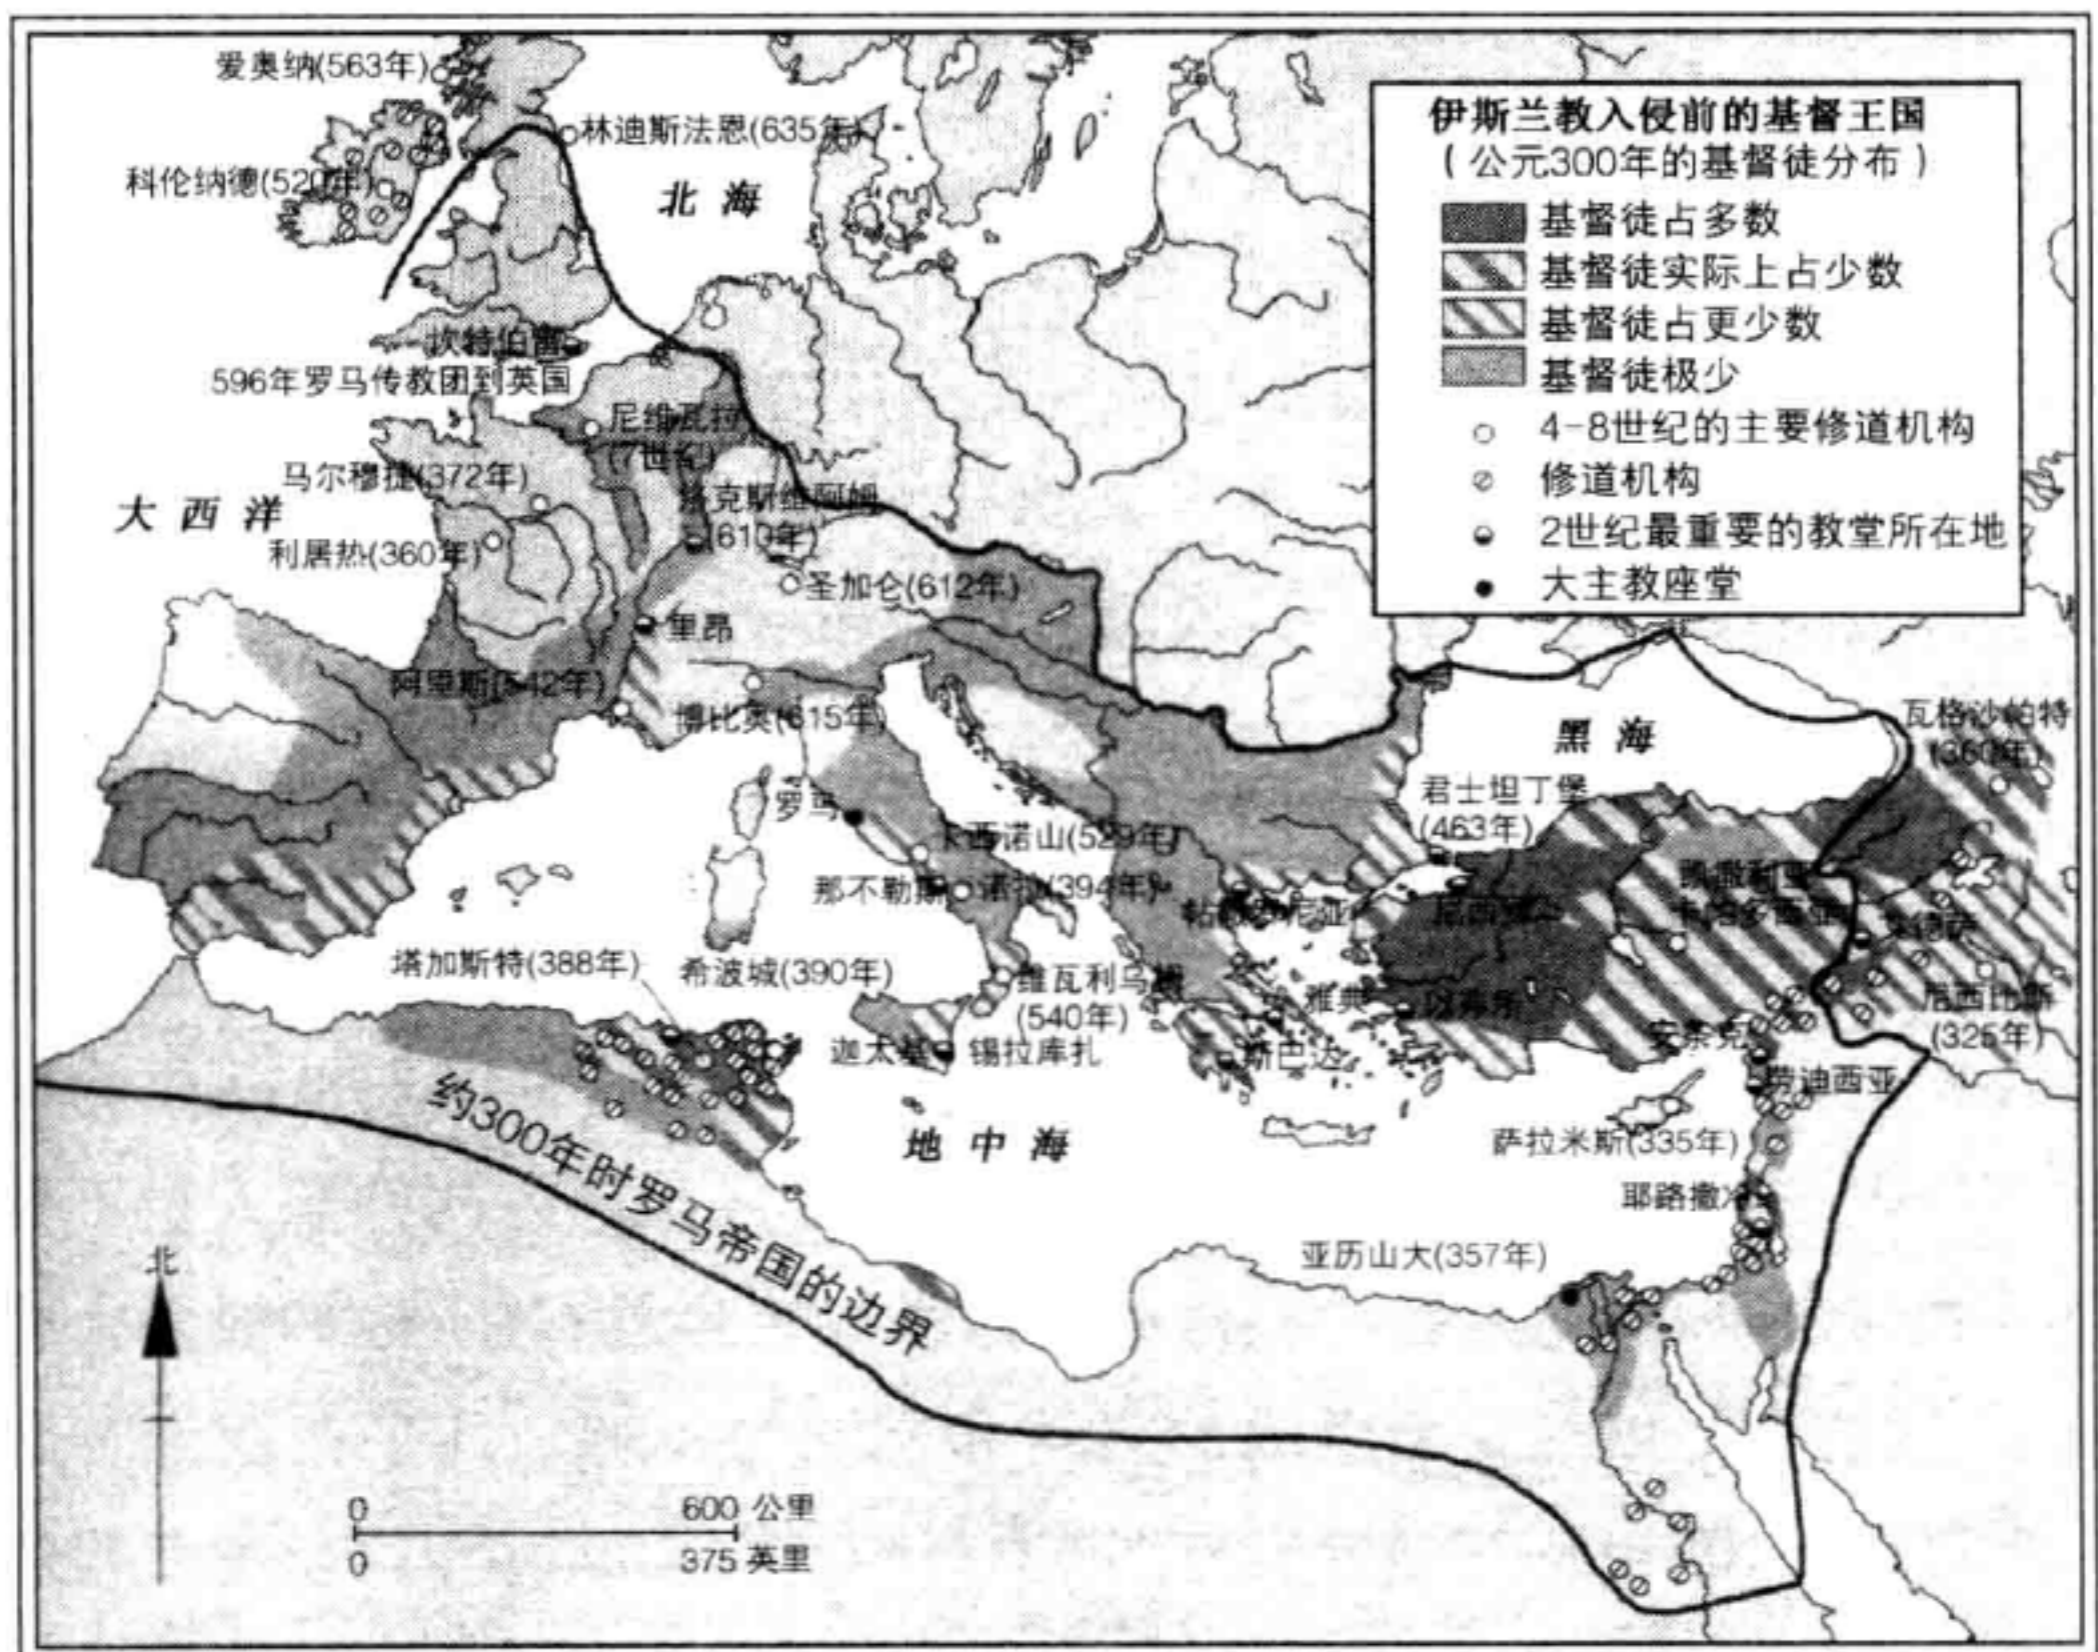 爱奥纳(563年)
林迪斯法恩(635年)
科伦纳德(520年)
北海
坎特伯雷
596年罗马传教团到英国
尼维瓦拉
(7世纪)
马尔穆捷(372年)
大西洋
洛克斯维阿姆
(610年)
利居热(360年)
圣加仑(612年)
里昂
阿里斯(542年)
博比奥(615年)
伊斯兰教入侵前的基督王国
(公元300年的基督徒分布)
基督徒占多数
基督徒实际上占少数
基督徒占更少数
基督徒极少
4-8世纪的主要修道机构
修道机构
2世纪最重要的教堂所在地
大主教座堂
瓦格沙帕特
(360年)
黑海
君士坦丁堡
(463年)
罗马
卡西诺山(529年)
那不勒斯
诺拉(394年)
凯撒利亚
塔加斯特(388年)
希波城(390年)
维瓦利乌姆
(540年)
雅典
以弗所
尼西比斯
(325年)
安条克
迦太基
锡拉库扎
斯巴达
劳迪西亚
约300年时罗马帝国的边界
地中海
萨拉米斯(335年)
耶路撒冷
亚历山大(357年)
北
0
600 公里
0
375 英里